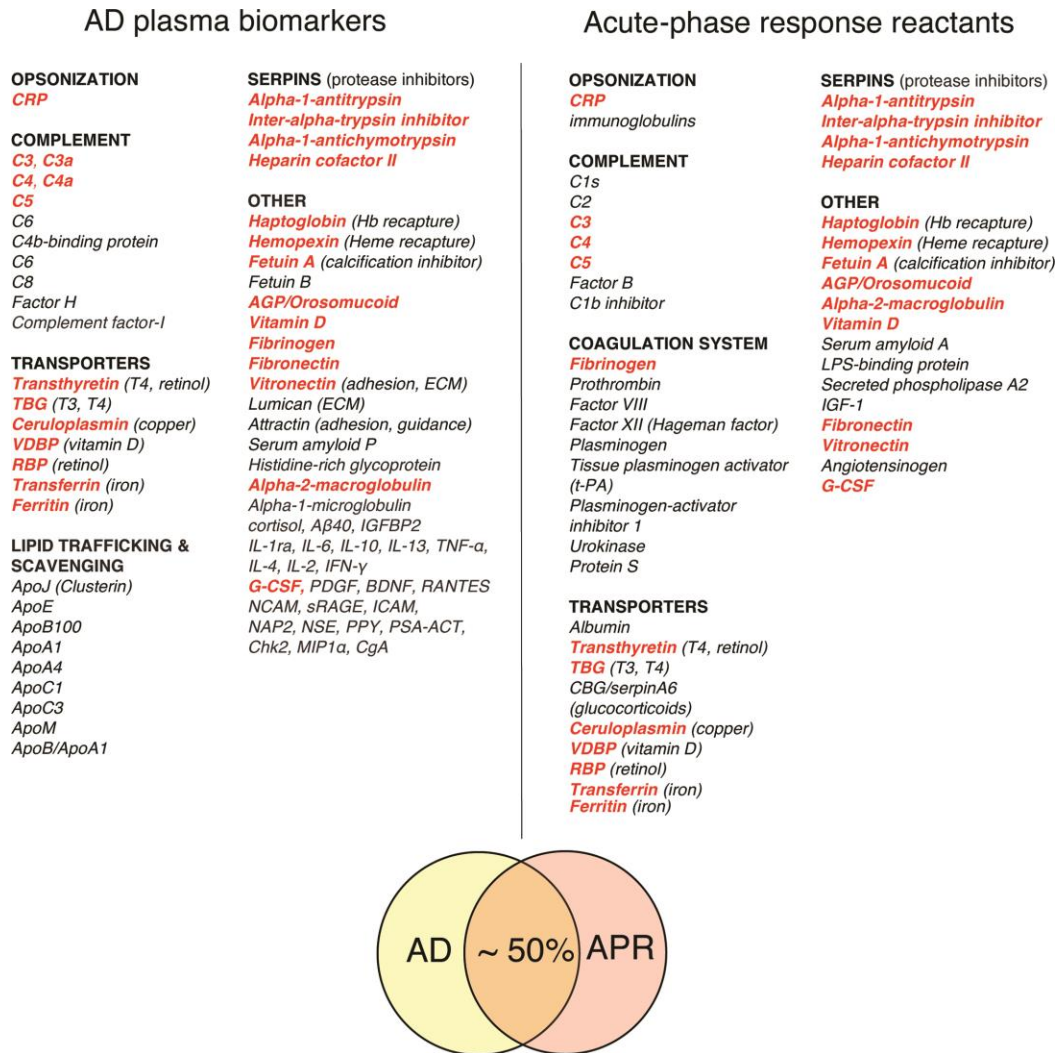 AD plasma biomarkers
OPSONIZATION
CRP
COMPLEMENT
C3, C3a
C4, C4a
C5
C6
C4b-binding protein
C6
C8
Factor H
Complement factor-I
TRANSPORTERS
Transthyretin (T4, retinol)
TBG (T3, T4)
Ceruloplasmin (copper)
VDBP (vitamin D)
RBP (retinol)
Transferrin (iron)
Ferritin (iron)
LIPID TRAFFICKING &
SCAVENGING
ApoJ (Clusterin)
ApoE
ApoB100
ApoA1
ApoA4
ApoC1
ApoC3
ApoM
ApoB/ApoA1
SERPINS (protease inhibitors)
Alpha-1-antitrypsin
Inter-alpha-trypsin inhibitor
Alpha-1-antichymotrypsin
Heparin cofactor II
OTHER
Haptoglobin (Hb recapture)
Hemopexin (Heme recapture)
Fetuin A (calcification inhibitor)
Fetuin B
AGP/Orosomucoid
Vitamin D
Fibrinogen
Fibronectin
Vitronectin (adhesion, ECM)
Lumican (ECM)
Attractin (adhesion, guidance)
Serum amyloid P
Histidine-rich glycoprotein
Alpha-2-macroglobulin
Alpha-1-microglobulin
cortisol, Aβ40, IGFBP2
IL-1ra, IL-6, IL-10, IL-13, TNF-α,
IL-4, IL-2, IFN-γ
G-CSF, PDGF, BDNF, RANTES
NCAM, sRAGE, ICAM,
NAP2, NSE, PPY, PSA-ACT,
Chk2, MIP1α, CgA
Acute-phase response reactants
OPSONIZATION
CRP
immunoglobulins
COMPLEMENT
C1s
C2
C3
C4
C5
Factor B
C1b inhibitor
COAGULATION SYSTEM
Fibrinogen
Prothrombin
Factor VIII
Factor XII (Hageman factor)
Plasminogen
Tissue plasminogen activator
(t-PA)
Plasminogen-activator
inhibitor 1
Urokinase
Protein S
TRANSPORTERS
Albumin
Transthyretin (T4, retinol)
TBG (T3, T4)
CBG/serpinA6
(glucocorticoids)
Ceruloplasmin (copper)
VDBP (vitamin D)
RBP (retinol)
Transferrin (iron)
Ferritin (iron)
SERPINS (protease inhibitors)
Alpha-1-antitrypsin
Inter-alpha-trypsin inhibitor
Alpha-1-antichymotrypsin
Heparin cofactor II
OTHER
Haptoglobin (Hb recapture)
Hemopexin (Heme recapture)
Fetuin A (calcification inhibitor)
AGP/Orosomucoid
Alpha-2-macroglobulin
Vitamin D
Serum amyloid A
LPS-binding protein
Secreted phospholipase A2
IGF-1
Fibronectin
Vitronectin
Angiotensinogen
G-CSF
AD ~ 50% APR